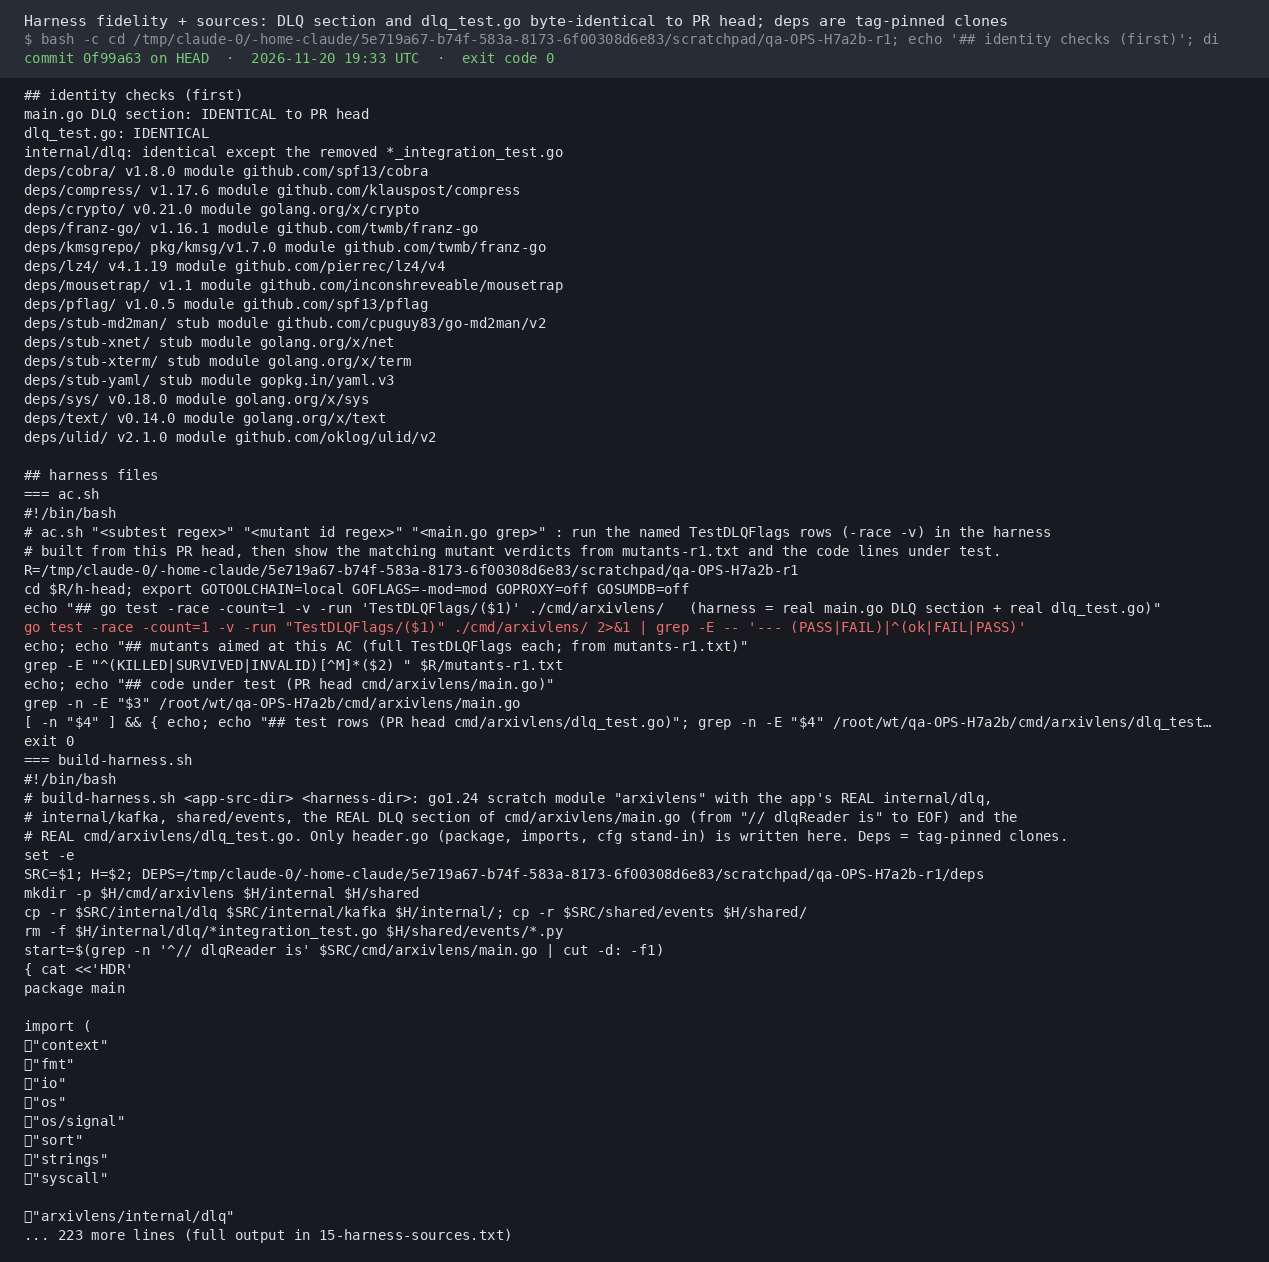 Harness fidelity + sources: DLQ section and dlq_test.go byte-identical to PR head; deps are tag-pinned clones
$ bash -c cd /tmp/claude-0/-home-claude/5e719a67-b74f-583a-8173-6f00308d6e83/scratchpad/qa-OPS-H7a2b-r1; echo '## identity checks (first)'; di
commit 0f99a63 on HEAD · 2026-11-20 19:33 UTC · exit code 0
## identity checks (first)
main.go DLQ section: IDENTICAL to PR head
dlq_test.go: IDENTICAL
internal/dlq: identical except the removed *_integration_test.go
deps/cobra/ v1.8.0 module github.com/spf13/cobra
deps/compress/ v1.17.6 module github.com/klauspost/compress
deps/crypto/ v0.21.0 module golang.org/x/crypto
deps/franz-go/ v1.16.1 module github.com/twmb/franz-go
deps/kmsgrepo/ pkg/kmsg/v1.7.0 module github.com/twmb/franz-go
deps/lz4/ v4.1.19 module github.com/pierrec/lz4/v4
deps/mousetrap/ v1.1 module github.com/inconshreveable/mousetrap
deps/pflag/ v1.0.5 module github.com/spf13/pflag
deps/stub-md2man/ stub module github.com/cpuguy83/go-md2man/v2
deps/stub-xnet/ stub module golang.org/x/net
deps/stub-xterm/ stub module golang.org/x/term
deps/stub-yaml/ stub module gopkg.in/yaml.v3
deps/sys/ v0.18.0 module golang.org/x/sys
deps/text/ v0.14.0 module golang.org/x/text
deps/ulid/ v2.1.0 module github.com/oklog/ulid/v2

## harness files
=== ac.sh
#!/bin/bash
# ac.sh "<subtest regex>" "<mutant id regex>" "<main.go grep>" : run the named TestDLQFlags rows (-race -v) in the harness
# built from this PR head, then show the matching mutant verdicts from mutants-r1.txt and the code lines under test.
R=/tmp/claude-0/-home-claude/5e719a67-b74f-583a-8173-6f00308d6e83/scratchpad/qa-OPS-H7a2b-r1
cd $R/h-head; export GOTOOLCHAIN=local GOFLAGS=-mod=mod GOPROXY=off GOSUMDB=off
echo "## go test -race -count=1 -v -run 'TestDLQFlags/($1)' ./cmd/arxivlens/   (harness = real main.go DLQ section + real dlq_test.go)"
go test -race -count=1 -v -run "TestDLQFlags/($1)" ./cmd/arxivlens/ 2>&1 | grep -E -- '--- (PASS|FAIL)|^(ok|FAIL|PASS)'
echo; echo "## mutants aimed at this AC (full TestDLQFlags each; from mutants-r1.txt)"
grep -E "^(KILLED|SURVIVED|INVALID)[^M]*($2) " $R/mutants-r1.txt
echo; echo "## code under test (PR head cmd/arxivlens/main.go)"
grep -n -E "$3" /root/wt/qa-OPS-H7a2b/cmd/arxivlens/main.go
[ -n "$4" ] && { echo; echo "## test rows (PR head cmd/arxivlens/dlq_test.go)"; grep -n -E "$4" /root/wt/qa-OPS-H7a2b/cmd/arxivlens/dlq_test…
exit 0
=== build-harness.sh
#!/bin/bash
# build-harness.sh <app-src-dir> <harness-dir>: go1.24 scratch module "arxivlens" with the app's REAL internal/dlq,
# internal/kafka, shared/events, the REAL DLQ section of cmd/arxivlens/main.go (from "// dlqReader is" to EOF) and the
# REAL cmd/arxivlens/dlq_test.go. Only header.go (package, imports, cfg stand-in) is written here. Deps = tag-pinned clones.
set -e
SRC=$1; H=$2; DEPS=/tmp/claude-0/-home-claude/5e719a67-b74f-583a-8173-6f00308d6e83/scratchpad/qa-OPS-H7a2b-r1/deps
mkdir -p $H/cmd/arxivlens $H/internal $H/shared
cp -r $SRC/internal/dlq $SRC/internal/kafka $H/internal/; cp -r $SRC/shared/events $H/shared/
rm -f $H/internal/dlq/*integration_test.go $H/shared/events/*.py
start=$(grep -n '^// dlqReader is' $SRC/cmd/arxivlens/main.go | cut -d: -f1)
{ cat <<'HDR'
package main

import (
"context"
"fmt"
"io"
"os"
"os/signal"
"sort"
"strings"
"syscall"

"arxivlens/internal/dlq"
... 223 more lines (full output in 15-harness-sources.txt)